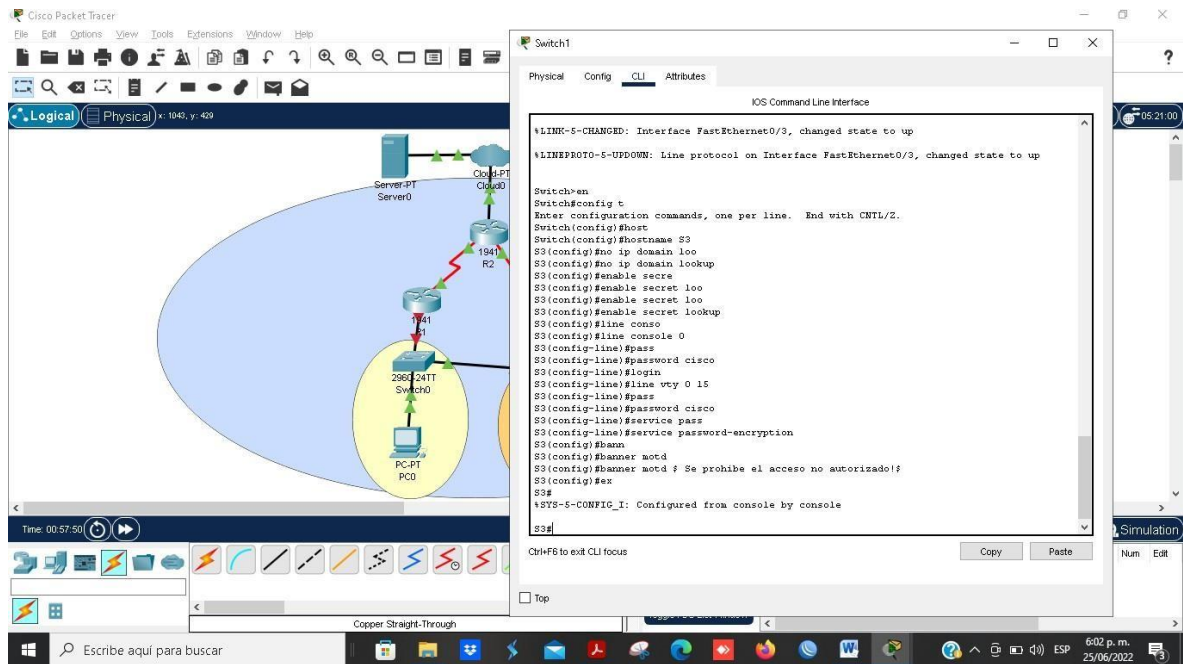 Cisco Packet Tracer
File Edit Options View Tools Extensions Window Help
?
Logical Physical x: 1043, y: 429
05:21:00
Server-PT
Server0
Cloud-PT
Cloud0
1941
R2
1941
R1
2960-24TT
Switch0
PC-PT
PC0
Time: 00:57:50
Copper Straight-Through
Switch1
Physical Config CLI Attributes
IOS Command Line Interface
%LINK-5-CHANGED: Interface FastEthernet0/3, changed state to up
%LINEPROTO-5-UPDOWN: Line protocol on Interface FastEthernet0/3, changed state to up
Switch>en
Switch#config t
Enter configuration commands, one per line. End with CNTL/Z.
Switch(config)#host
Switch(config)#hostname S3
S3(config)#no ip domain loo
S3(config)#no ip domain lookup
S3(config)#enable secre
S3(config)#enable secret loo
S3(config)#enable secret loo
S3(config)#enable secret lookup
S3(config)#line conso
S3(config)#line console 0
S3(config-line)#pass
S3(config-line)#password cisco
S3(config-line)#login
S3(config-line)#line vty 0 15
S3(config-line)#pass
S3(config-line)#password cisco
S3(config-line)#service pass
S3(config-line)#service password-encryption
S3(config)#bann
S3(config)#banner motd
S3(config)#banner motd $ Se prohibe el acceso no autorizado!$
S3(config)#ex
S3#
%SYS-5-CONFIG_I: Configured from console by console
S3#
Ctrl+F6 to exit CLI focus
Copy Paste
Top
Simulation
Num Edit
Escribe aquí para buscar
ESP
6:02 p. m.
25/06/2022
3